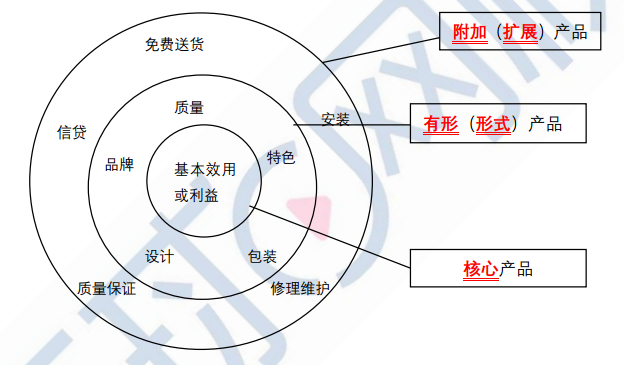 免费送货
附加（扩展）产品
质量
安装
有形（形式）产品
信贷
品牌
特色
基本效用
或利益
设计
包装
核心产品
质量保证
修理维护